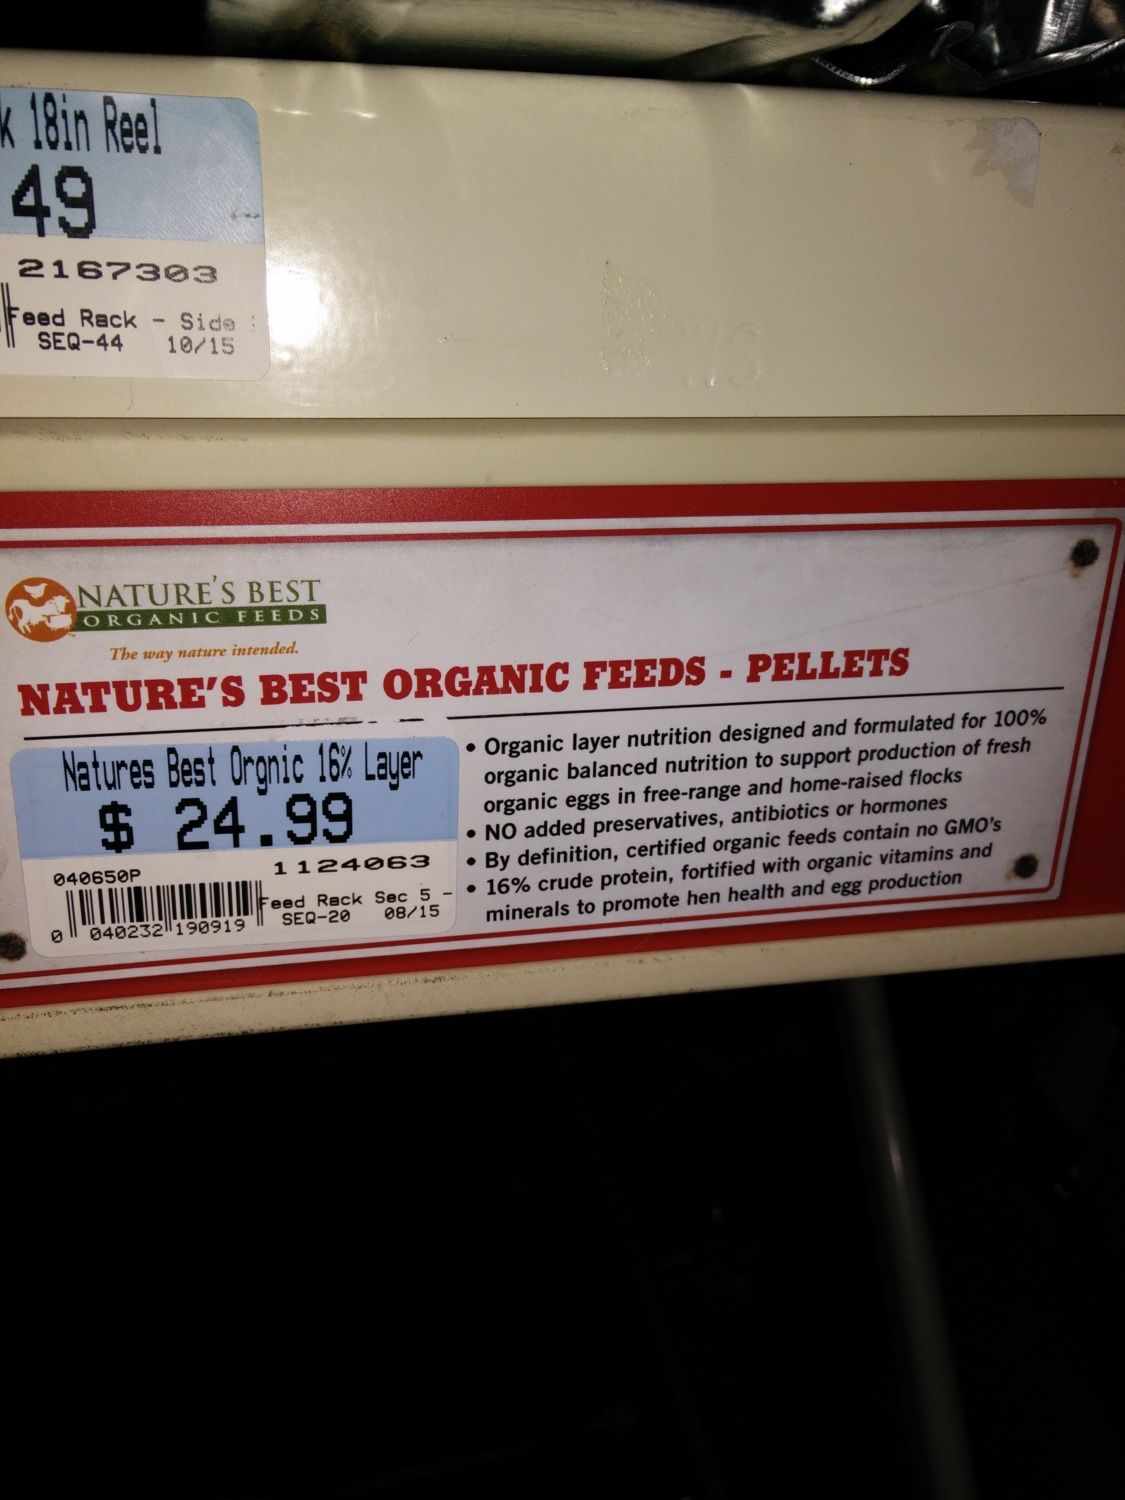 k 18in Reel
49
2167303
Feed Rack - Side
SEQ-44 10/15
NATURE'S BEST
ORGANIC FEEDS
The way nature intended.
NATURE'S BEST ORGANIC FEEDS - PELLETS
Natures Best Orgnic 16% Layer
$ 24.99
1124063
040650P
Feed Rack Sec 5 -
SEQ-20 08/15
0 040232 190919
• Organic layer nutrition designed and formulated for 100%
organic balanced nutrition to support production of fresh
organic eggs in free-range and home-raised flocks
• NO added preservatives, antibiotics or hormones
• By definition, certified organic feeds contain no GMO's
• 16% crude protein, fortified with organic vitamins and
minerals to promote hen health and egg production